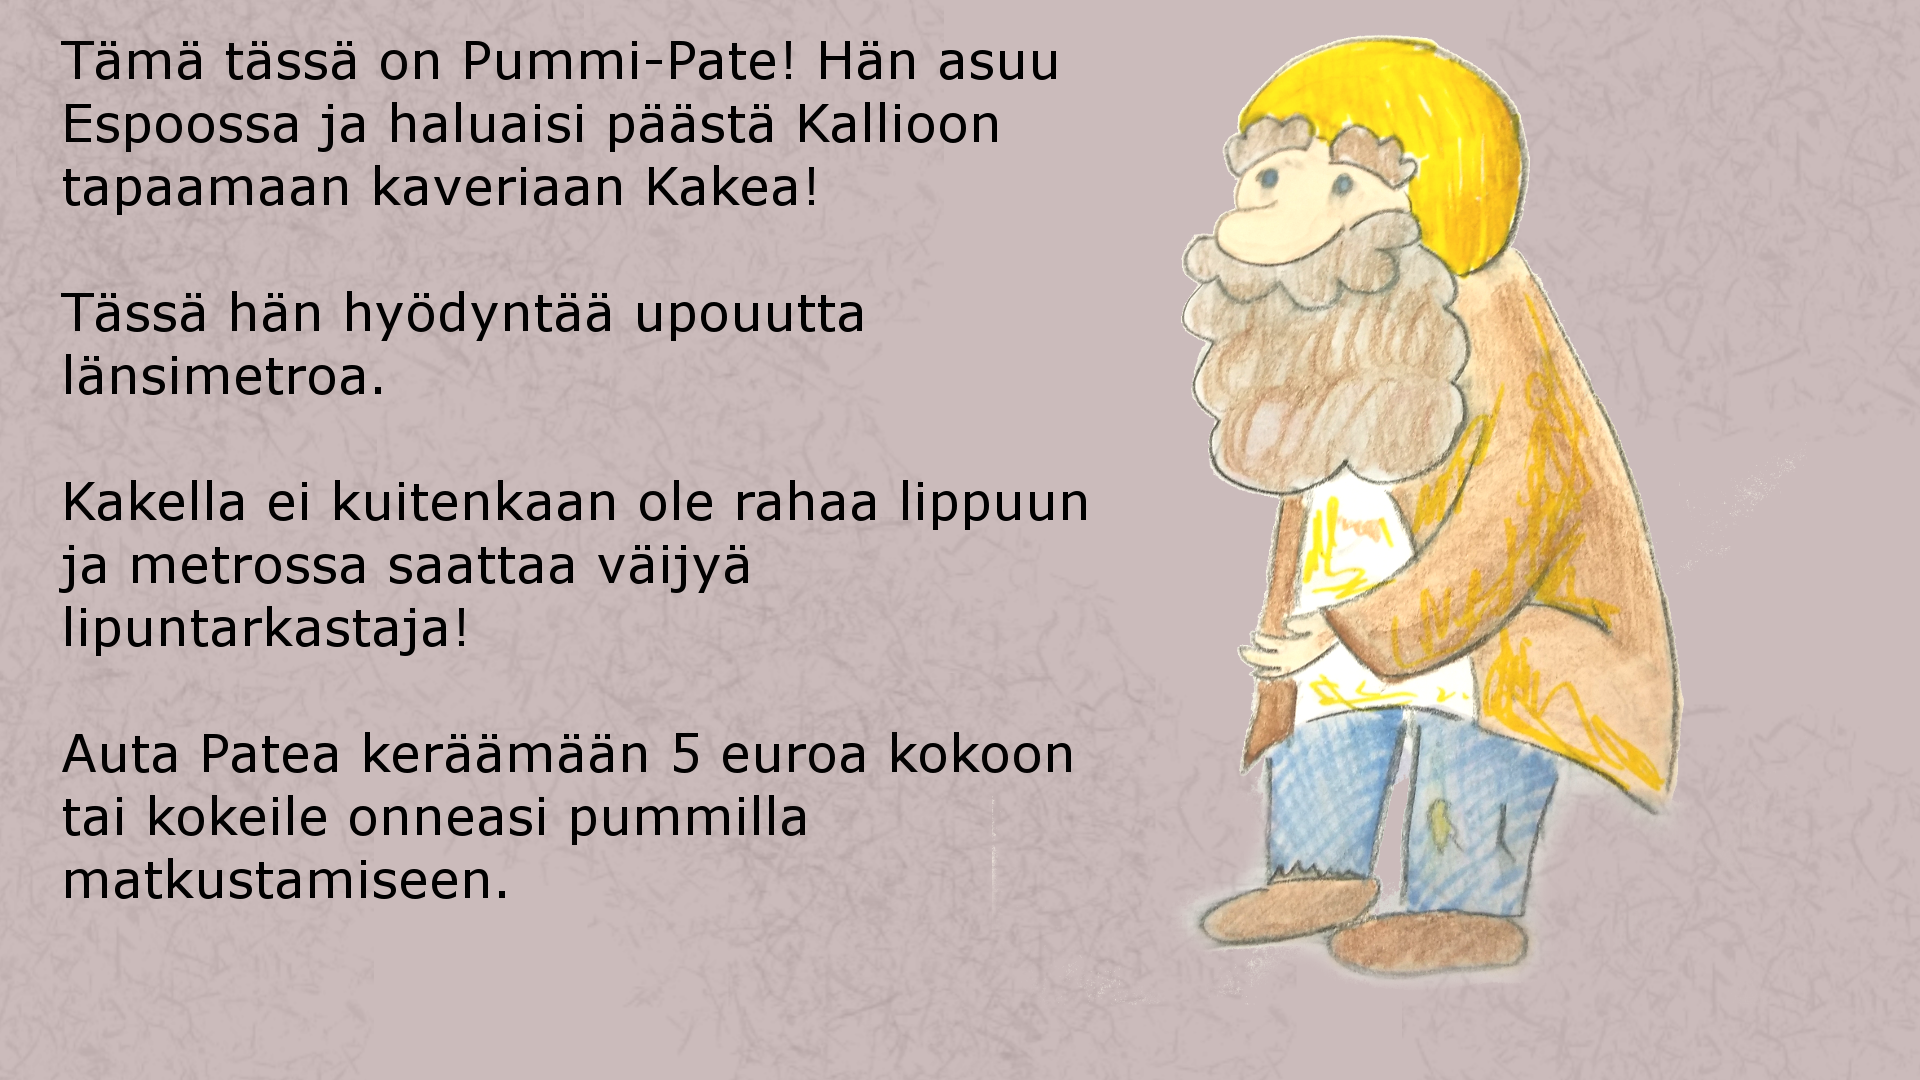 Tämä tässä on Pummi-Pate! Hän asuu
Espoossa ja haluaisi päästä Kallioon
tapaamaan kaveriaan Kakea!
Tässä hän hyödyntää upouutta
länsimetroa.
Kakella ei kuitenkaan ole rahaa lippuun
ja metrossa saattaa väijyä
lipuntarkastaja!
Auta Patea keräämään 5 euroa kokoon
tai kokeile onneasi pummilla
matkustamiseen.